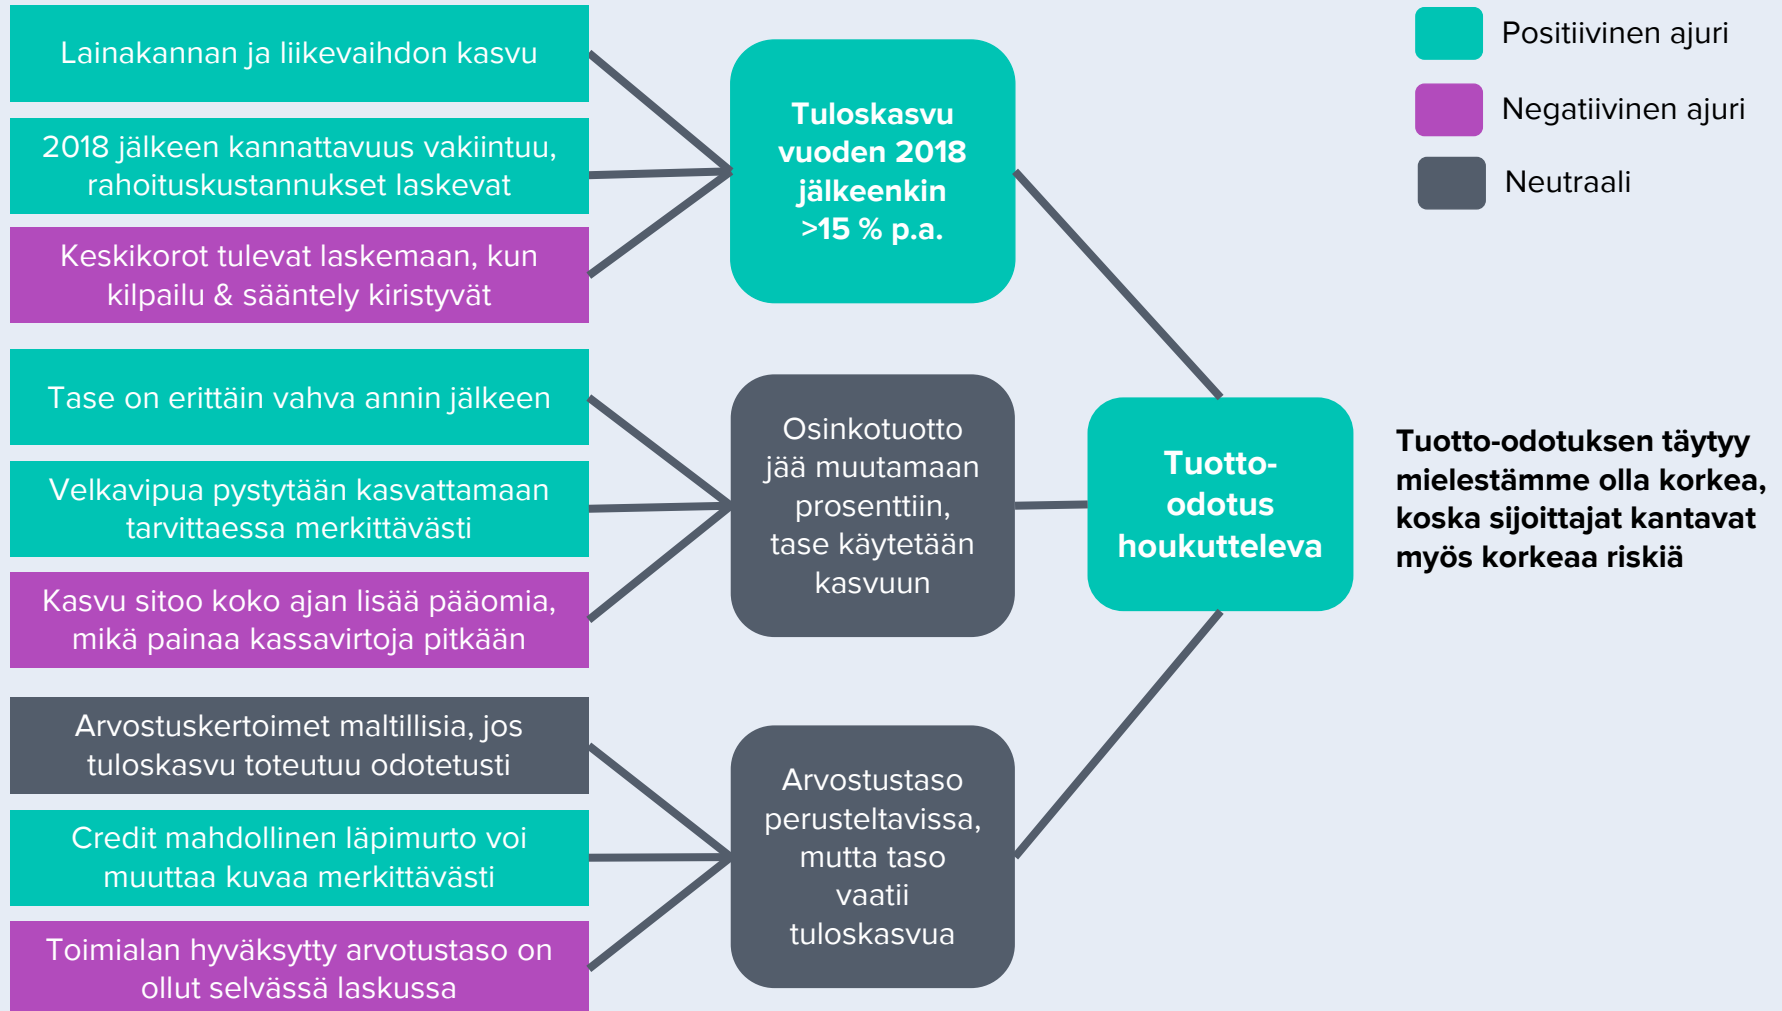 Lainakannan ja liikevaihdon kasvu
2018 jälkeen kannattavuus vakiintuu,
rahoituskustannukset laskevat
Keskikorot tulevat laskemaan, kun
kilpailu & sääntely kiristyvät
Tase on erittäin vahva annin jälkeen
Velkavipua pystytään kasvattamaan
tarvittaessa merkittävästi
Kasvu sitoo koko ajan lisää pääomia,
mikä painaa kassavirtoja pitkään
Arvostuskertoimet maltillisia, jos
tuloskasvu toteutuu odotetusti
Credit mahdollinen läpimurto voi
muuttaa kuvaa merkittävästi
Toimialan hyväksytty arvotustaso on
ollut selvässä laskussa
Tuloskasvu
vuoden 2018
jälkeenkin
>15 % p.a.
Osinkotuotto
jää muutamaan
prosenttiin,
tase käytetään
kasvuun
Arvostustaso
perusteltavissa,
mutta taso
vaatii
tuloskasvua
Tuotto-
odotus
houkutteleva
Positiivinen ajuri
Negatiivinen ajuri
Neutraali
Tuotto-odotuksen täytyy
mielestämme olla korkea,
koska sijoittajat kantavat
myös korkeaa riskiä